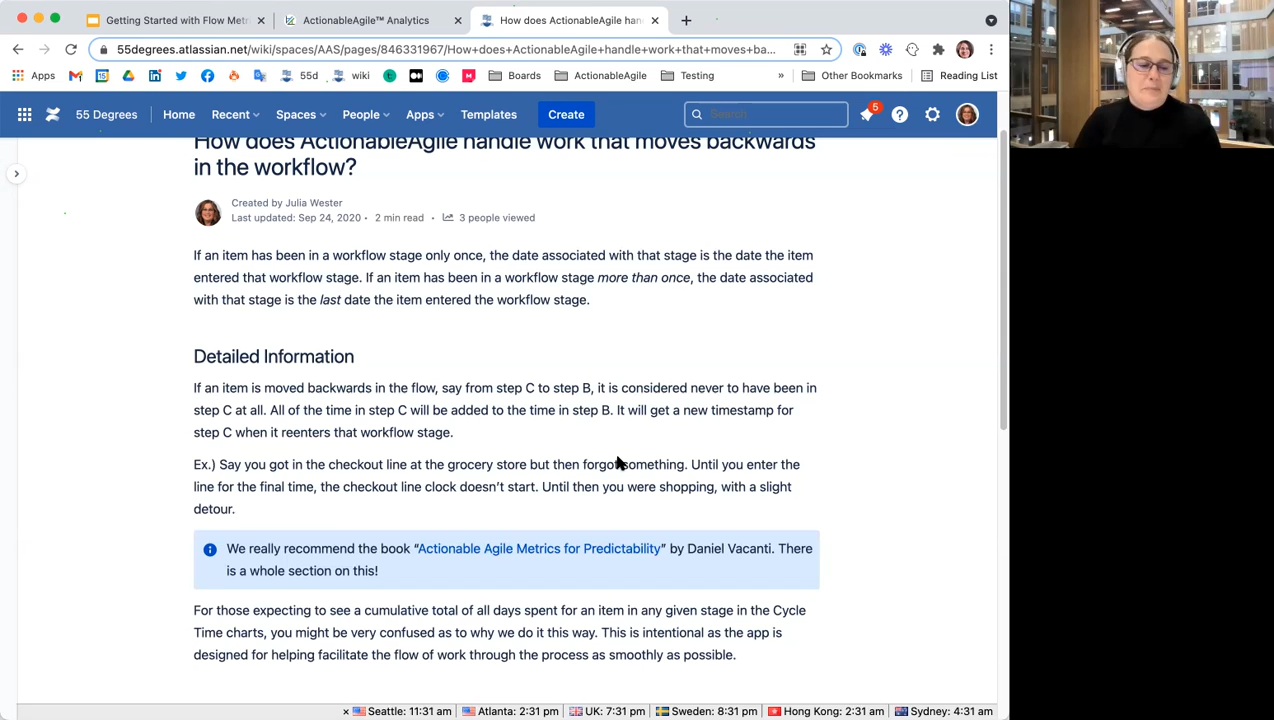 Getting Started with Flow Met
ActionableAgile™ Analytics
How does ActionableAgile han
55degrees.atlassian.net/wiki/spaces/AAS/pages/846331967/How+does+ActionableAgile+handle+work+that+moves+ba...
Apps
55d
wiki
Boards
ActionableAgile
Testing
»
Other Bookmarks
Reading List
55 Degrees
Home
Recent
Spaces
People
Apps
Templates
Create
Search
5
How does ActionableAgile handle work that moves backwards
in the workflow?
Created by Julia Wester
Last updated: Sep 24, 2020 • 2 min read • 3 people viewed
If an item has been in a workflow stage only once, the date associated with that stage is the date the item
entered that workflow stage. If an item has been in a workflow stage more than once, the date associated
with that stage is the last date the item entered the workflow stage.
Detailed Information
If an item is moved backwards in the flow, say from step C to step B, it is considered never to have been in
step C at all. All of the time in step C will be added to the time in step B. It will get a new timestamp for
step C when it reenters that workflow stage.
Ex.) Say you got in the checkout line at the grocery store but then forgot something. Until you enter the
line for the final time, the checkout line clock doesn't start. Until then you were shopping, with a slight
detour.
We really recommend the book "Actionable Agile Metrics for Predictability" by Daniel Vacanti. There
is a whole section on this!
For those expecting to see a cumulative total of all days spent for an item in any given stage in the Cycle
Time charts, you might be very confused as to why we do it this way. This is intentional as the app is
designed for helping facilitate the flow of work through the process as smoothly as possible.
× Seattle: 11:31 am Atlanta: 2:31 pm UK: 7:31 pm Sweden: 8:31 pm Hong Kong: 2:31 am Sydney: 4:31 am